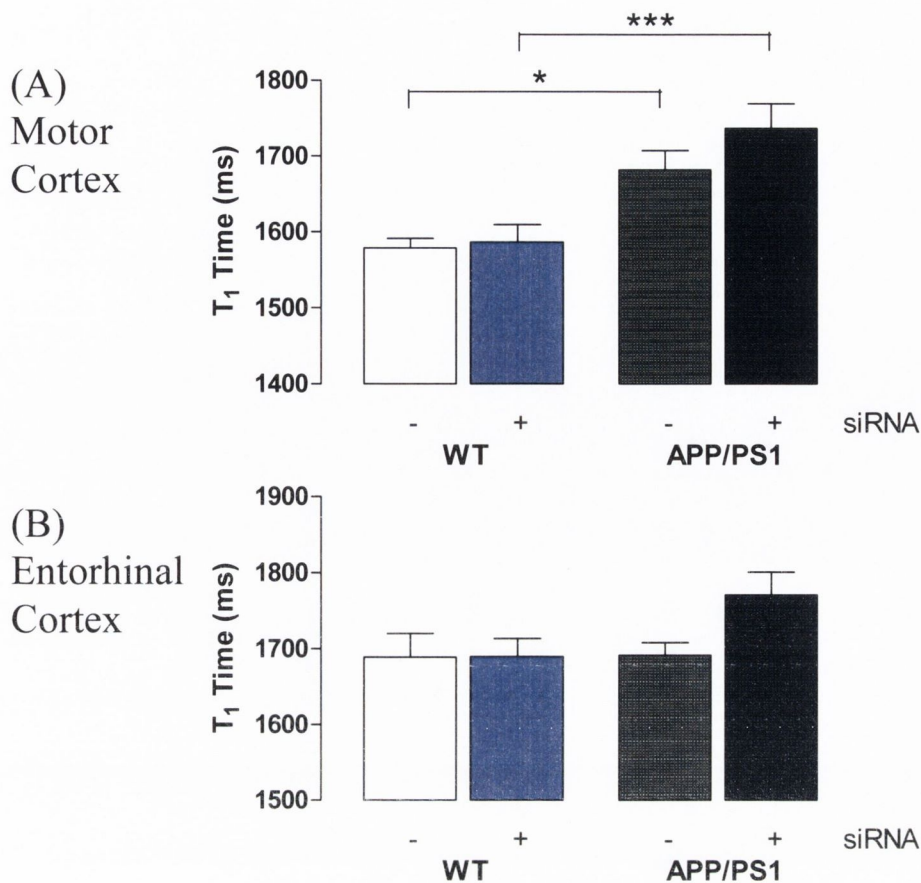 ***
(A)
Motor
Cortex
*
T1 Time (ms)
1800
1700
1600
1500
1400
- + - + siRNA
WT APP/PS1
(B)
Entorhinal
Cortex
T1 Time (ms)
1900
1800
1700
1600
1500
- + - + siRNA
WT APP/PS1